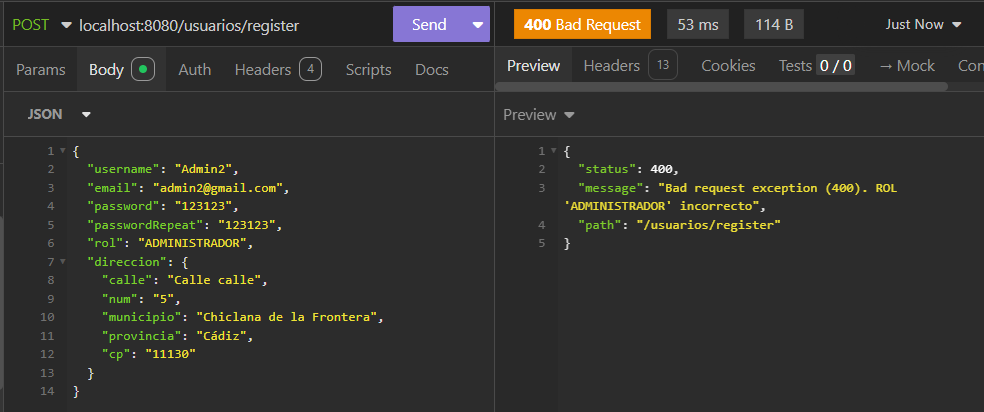 POST localhost:8080/usuarios/register Send
Params Body Auth Headers 4 Scripts Docs
JSON
1 {
2 "username": "Admin2",
3 "email": "admin2@gmail.com",
4 "password": "123123",
5 "passwordRepeat": "123123",
6 "rol": "ADMINISTRADOR",
7 "direccion": {
8 "calle": "Calle calle",
9 "num": "5",
10 "municipio": "Chiclana de la Frontera",
11 "provincia": "Cádiz",
12 "cp": "11130"
13 }
14 }
400 Bad Request 53 ms 114 B Just Now
Preview Headers 13 Cookies Tests 0 / 0 → Mock Con
Preview
1 {
2 "status": 400,
3 "message": "Bad request exception (400). ROL
'ADMINISTRADOR' incorrecto",
4 "path": "/usuarios/register"
5 }